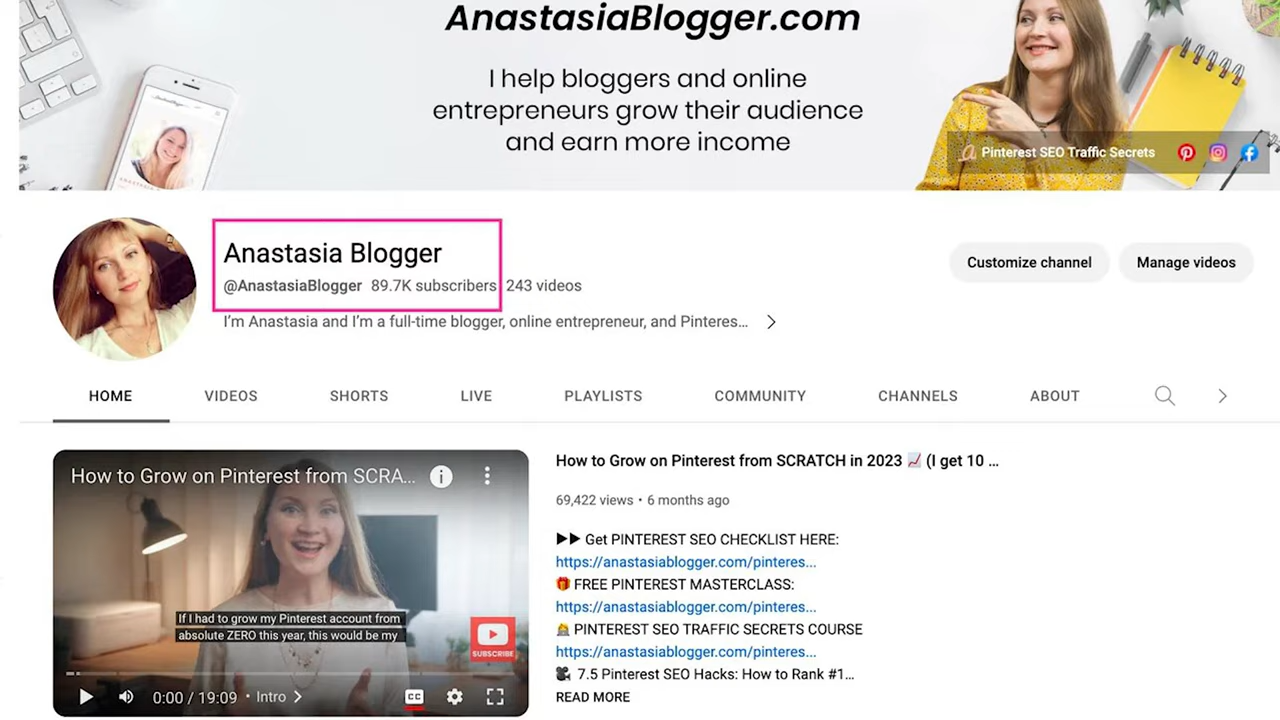 AnastasiaBlogger.com
I help bloggers and online
entrepreneurs grow their audience
and earn more income
Pinterest SEO Traffic Secrets
Anastasia Blogger
@AnastasiaBlogger 89.7K subscribers 243 videos
I'm Anastasia and I'm a full-time blogger, online entrepreneur, and Pinteres...
Customize channel
Manage videos
HOME VIDEOS SHORTS LIVE PLAYLISTS COMMUNITY CHANNELS ABOUT
How to Grow on Pinterest from SCRA...
If I had to grow my Pinterest account from
absolute ZERO this year, this would be my
SUBSCRIBE
0:00 / 19:09 • Intro
CC
How to Grow on Pinterest from SCRATCH in 2023 📈 (I get 10 ...
69,422 views • 6 months ago
▶▶ Get PINTEREST SEO CHECKLIST HERE:
https://anastasiablogger.com/pinteres...
🎁 FREE PINTEREST MASTERCLASS:
https://anastasiablogger.com/pinteres...
🙋 PINTEREST SEO TRAFFIC SECRETS COURSE
https://anastasiablogger.com/pinteres...
🎥 7.5 Pinterest SEO Hacks: How to Rank #1...
READ MORE